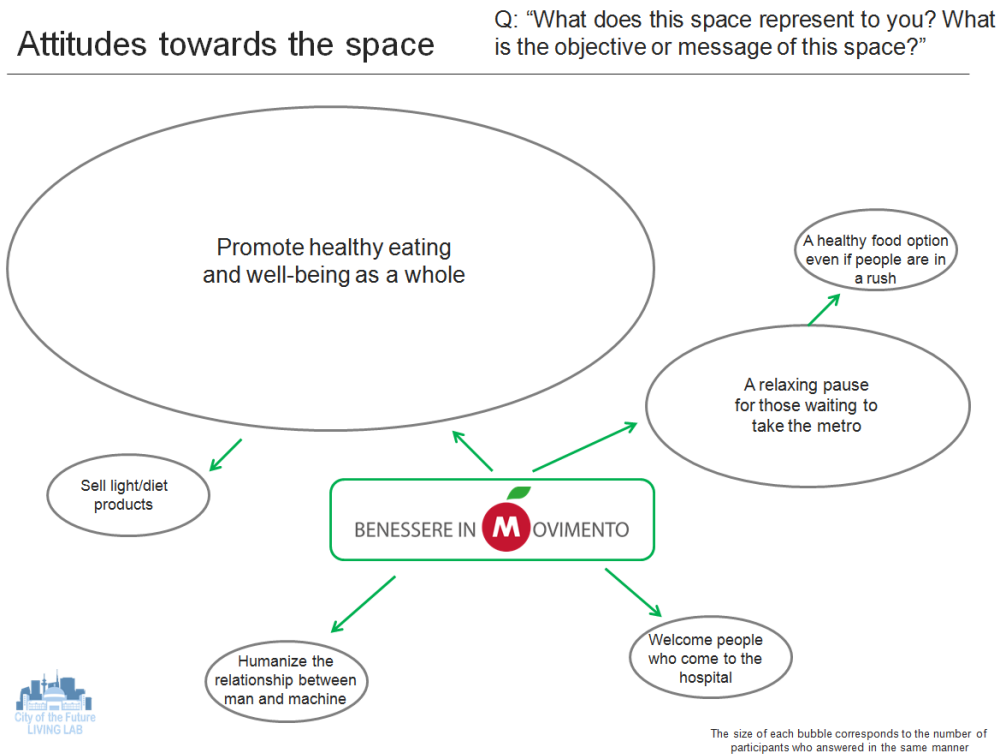 Attitudes towards the space
Q: “What does this space represent to you? What
is the objective or message of this space?”
Promote healthy eating
and well-being as a whole
A healthy food option
even if people are in
a rush
A relaxing pause
for those waiting to
take the metro
Sell light/diet
products
BENESSERE IN MOVIMENTO
Humanize the
relationship between
man and machine
Welcome people
who come to the
hospital
City of the Future
LIVING LAB
The size of each bubble corresponds to the number of
participants who answered in the same manner